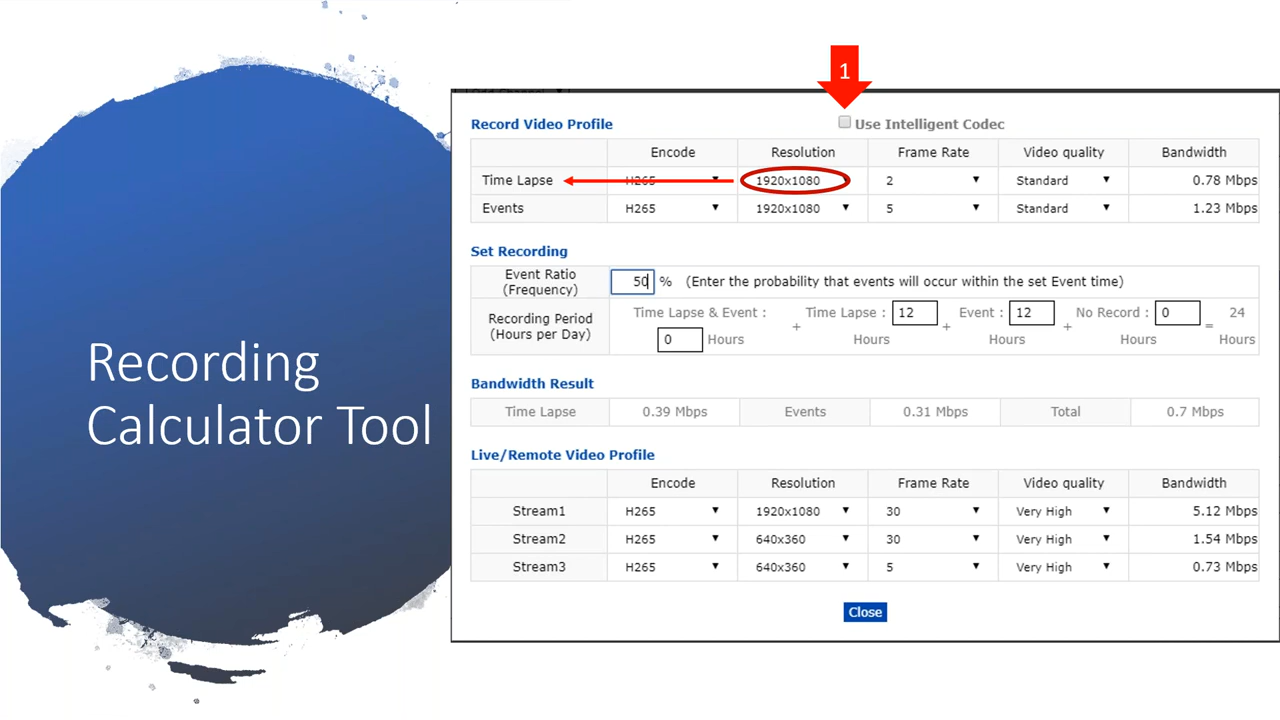 Recording
Calculator Tool
1
Record Video Profile
Use Intelligent Codec
Encode Resolution Frame Rate Video quality Bandwidth
Time Lapse H265 1920x1080 2 Standard 0.78 Mbps
Events H265 1920x1080 5 Standard 1.23 Mbps
Set Recording
Event Ratio
(Frequency)
50 % (Enter the probability that events will occur within the set Event time)
Recording Period
(Hours per Day)
Time Lapse & Event : + Time Lapse : 12 + Event : 12 + No Record : 0 = 24
0 Hours Hours Hours Hours Hours
Bandwidth Result
Time Lapse 0.39 Mbps Events 0.31 Mbps Total 0.7 Mbps
Live/Remote Video Profile
Encode Resolution Frame Rate Video quality Bandwidth
Stream1 H265 1920x1080 30 Very High 5.12 Mbps
Stream2 H265 640x360 30 Very High 1.54 Mbps
Stream3 H265 640x360 5 Very High 0.73 Mbps
Close